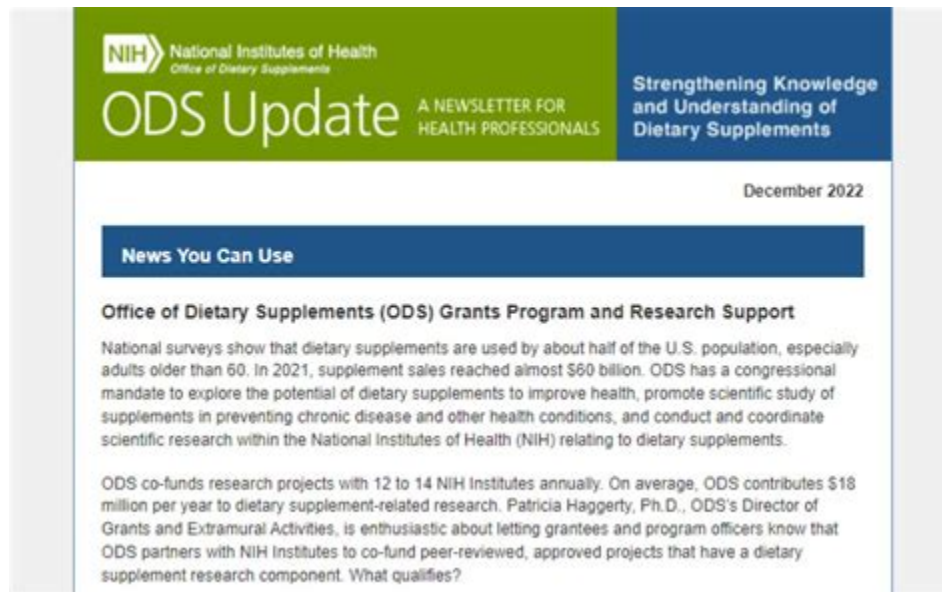 NIH National Institutes of Health
Office of Dietary Supplements
ODS Update A NEWSLETTER FOR
HEALTH PROFESSIONALS
Strengthening Knowledge
and Understanding of
Dietary Supplements
December 2022
News You Can Use
Office of Dietary Supplements (ODS) Grants Program and Research Support
National surveys show that dietary supplements are used by about half of the U.S. population, especially
adults older than 60. In 2021, supplement sales reached almost $60 billion. ODS has a congressional
mandate to explore the potential of dietary supplements to improve health, promote scientific study of
supplements in preventing chronic disease and other health conditions, and conduct and coordinate
scientific research within the National Institutes of Health (NIH) relating to dietary supplements.
ODS co-funds research projects with 12 to 14 NIH Institutes annually. On average, ODS contributes $18
million per year to dietary supplement-related research. Patricia Haggerty, Ph.D., ODS's Director of
Grants and Extramural Activities, is enthusiastic about letting grantees and program officers know that
ODS partners with NIH Institutes to co-fund peer-reviewed, approved projects that have a dietary
supplement research component. What qualifies?